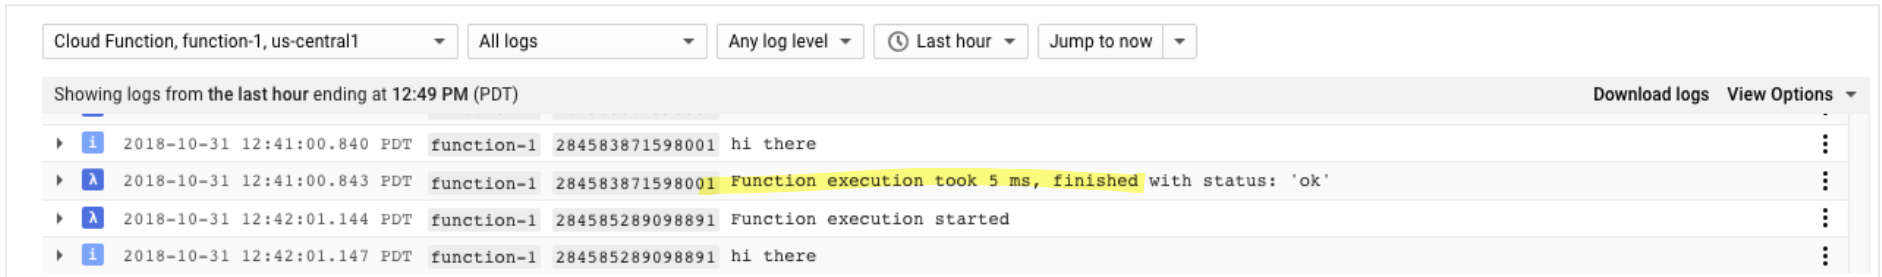 Cloud Function, function-1, us-central1 All logs Any log level Last hour Jump to now
Showing logs from the last hour ending at 12:49 PM (PDT) Download logs View Options
i 2018-10-31 12:41:00.840 PDT function-1 284583871598001 hi there
λ 2018-10-31 12:41:00.843 PDT function-1 284583871598001 Function execution took 5 ms, finished with status: 'ok'
λ 2018-10-31 12:42:01.144 PDT function-1 284585289098891 Function execution started
i 2018-10-31 12:42:01.147 PDT function-1 284585289098891 hi there